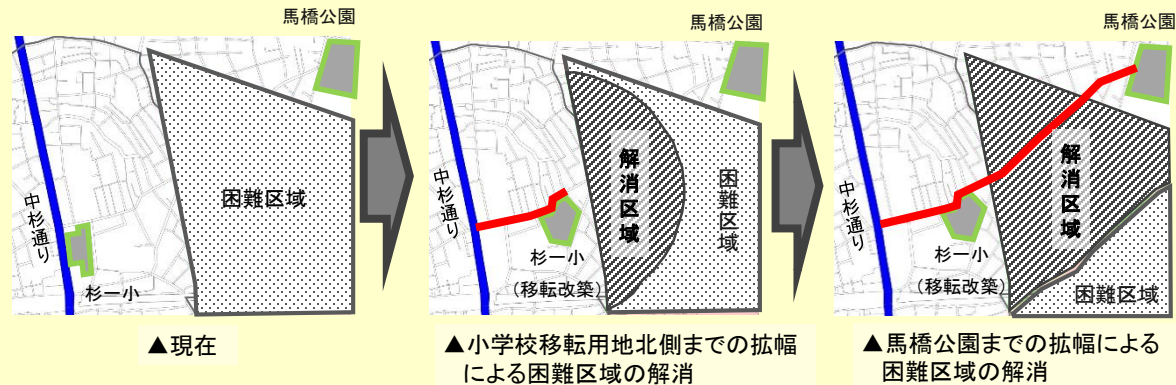 馬橋公園
中杉通り
困難区域
杉一小
▲現在
馬橋公園
中杉通り
解消区域
困難区域
杉一小
（移転改築）
▲小学校移転用地北側までの拡幅
による困難区域の解消
馬橋公園
中杉通り
解消区域
杉一小
（移転改築）
困難区域
▲馬橋公園までの拡幅による
困難区域の解消